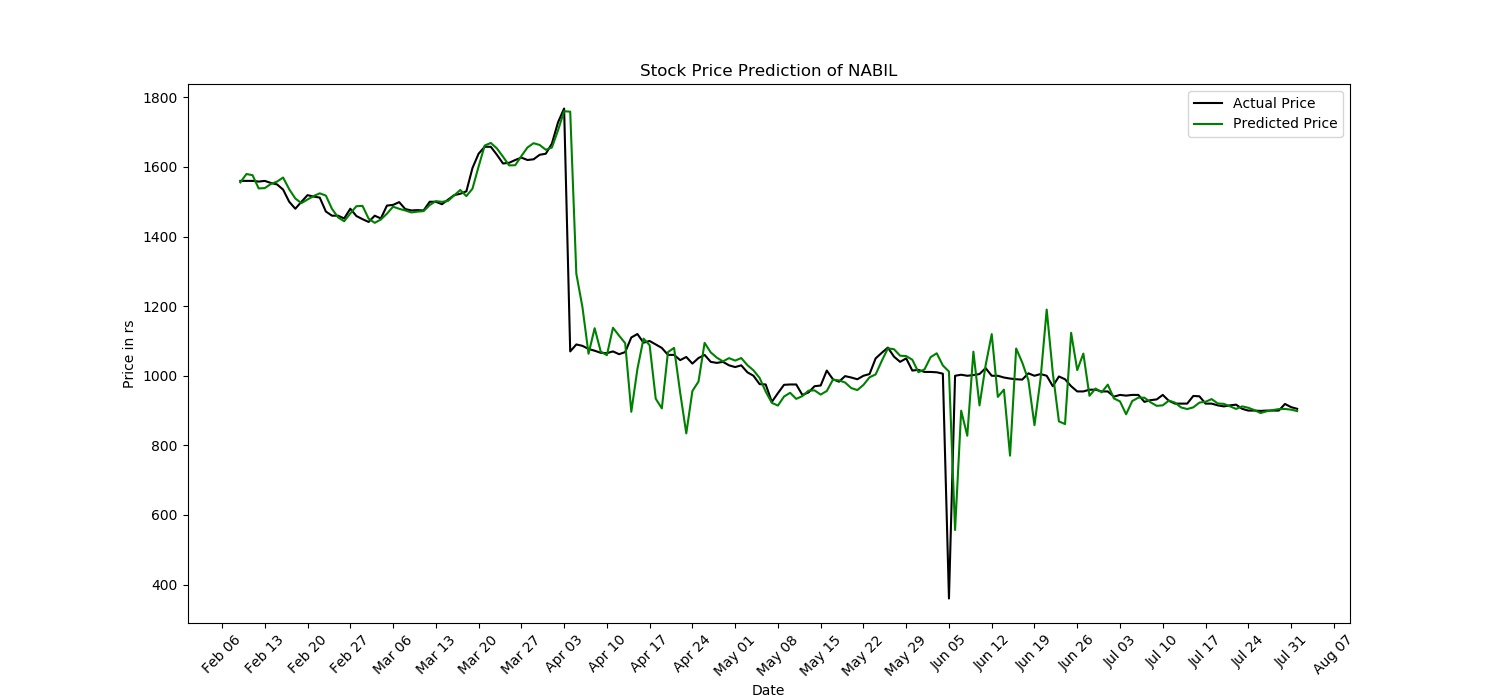 Stock Price Prediction of NABIL
Actual Price
Predicted Price
Price in rs
1800
1600
1400
1200
1000
800
600
400
Feb 06
Feb 13
Feb 20
Feb 27
Mar 06
Mar 13
Mar 20
Mar 27
Apr 03
Apr 10
Apr 17
Apr 24
May 01
May 08
May 15
May 22
May 29
Jun 05
Jun 12
Jun 19
Jun 26
Jul 03
Jul 10
Jul 17
Jul 24
Jul 31
Aug 07
Date